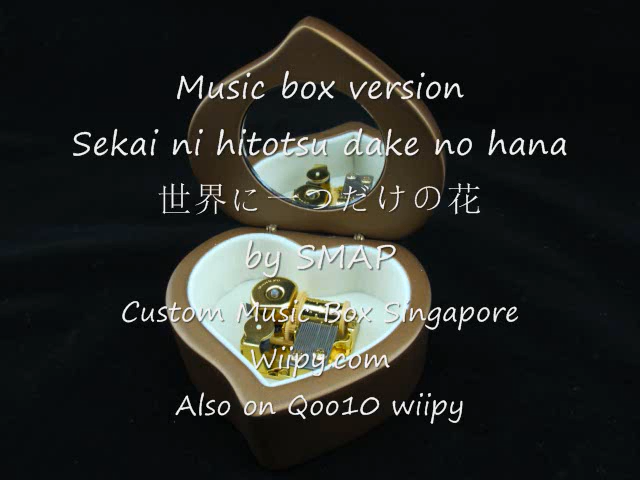 Music box version
Sekai ni hitotsu dake no hana
世界に一つだけの花
by SMAP
Custom Music Box Singapore
Wiipy.com
Also on Qoo10 wiipy